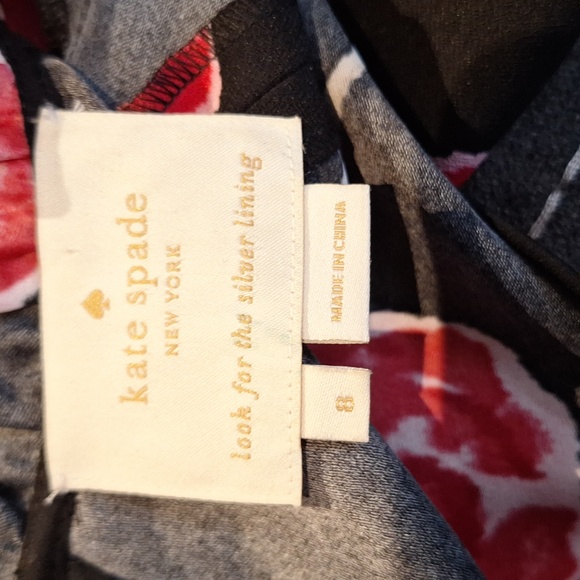 kate spade
NEW YORK
look for the silver lining
MADE IN CHINA
8